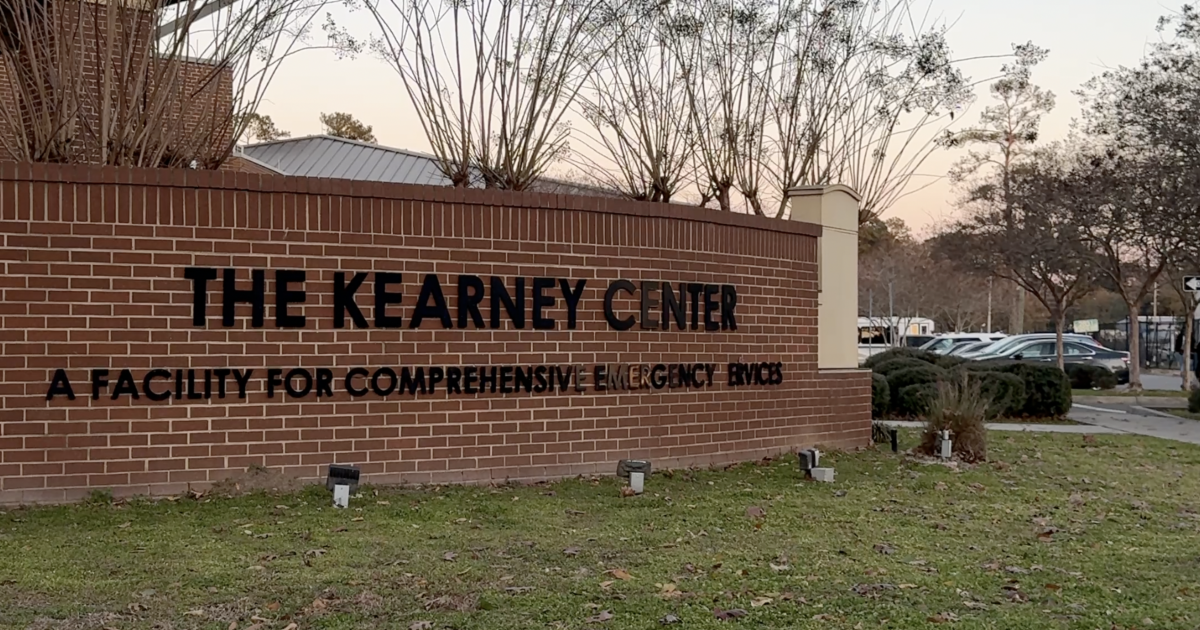 THE KEARNEY CENTER
A FACILITY FOR COMPREHENSIVE EMERGENCY ERVICES